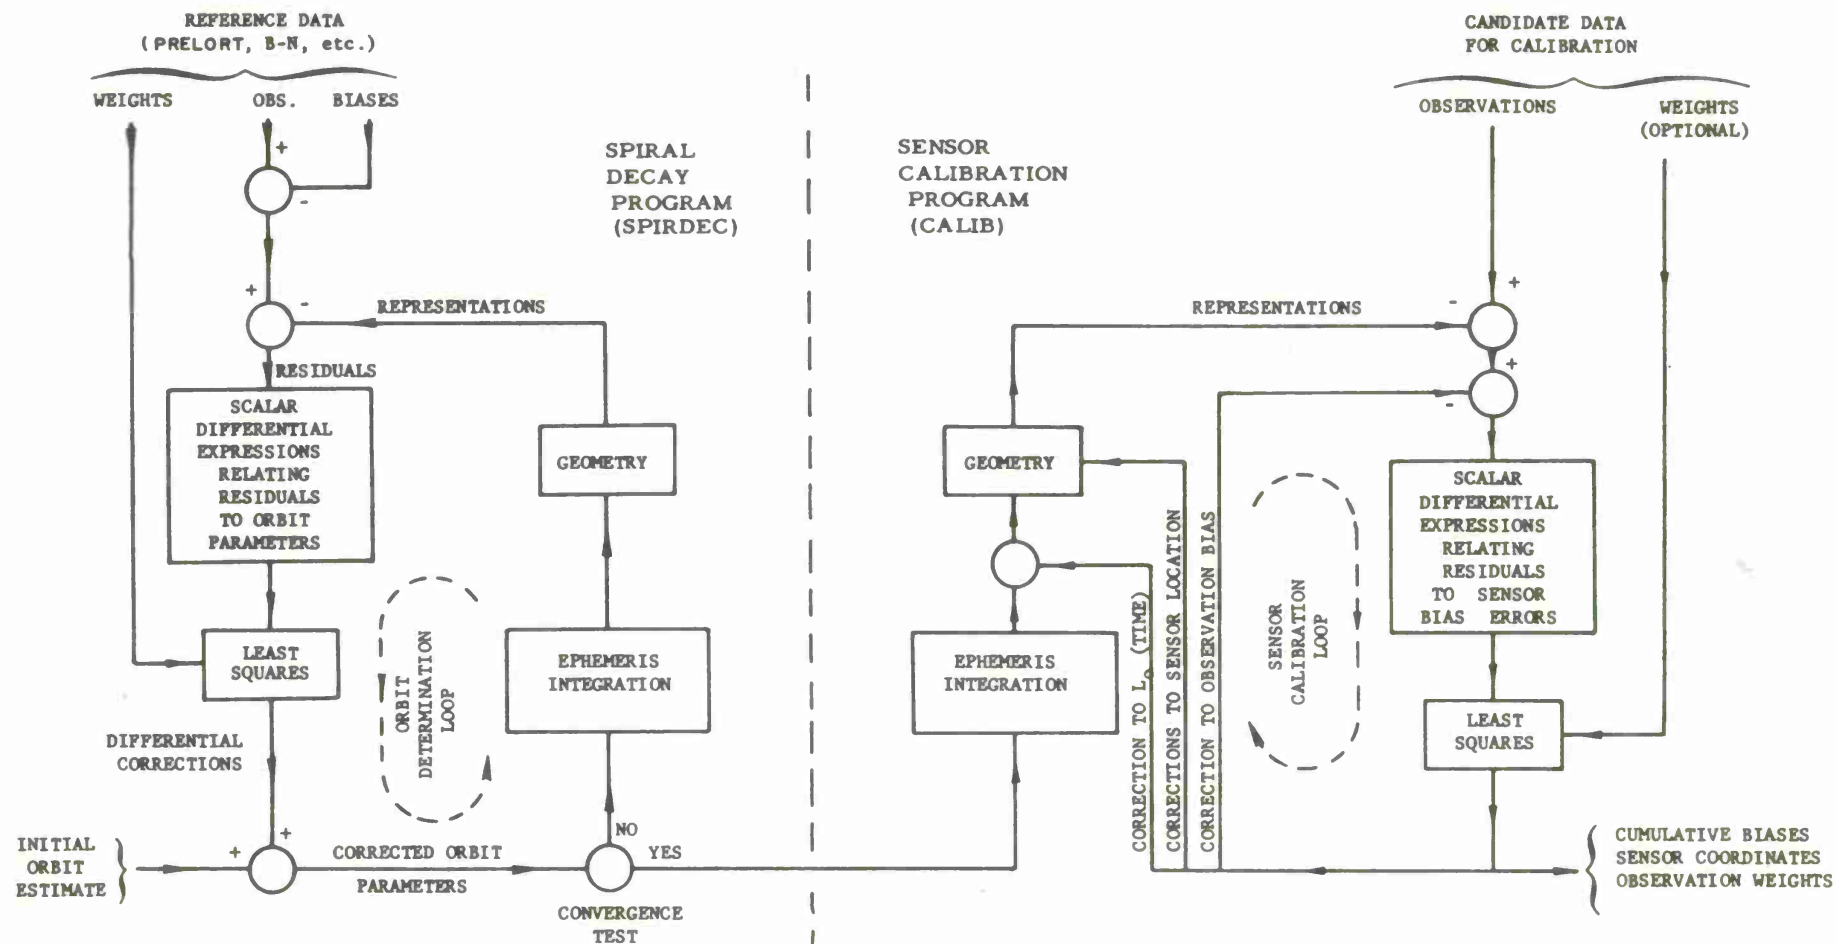 REFERENCE DATA
(PRELORT, B-N, etc.)
WEIGHTS
OBS.
BIASES
+
-
SPIRAL
DECAY
PROGRAM
(SPIRDEC)
+
-
REPRESENTATIONS
RESIDUALS
SCALAR
DIFFERENTIAL
EXPRESSIONS
RELATING
RESIDUALS
TO ORBIT
PARAMETERS
GEOMETRY
LEAST
SQUARES
ORBIT
DETERMINATION
LOOP
EPHEMERIS
INTEGRATION
DIFFERENTIAL
CORRECTIONS
INITIAL
ORBIT
ESTIMATE
+
+
CORRECTED ORBIT
PARAMETERS
NO
YES
CONVERGENCE
TEST
CANDIDATE DATA
FOR CALIBRATION
OBSERVATIONS
WEIGHTS
(OPTIONAL)
SENSOR
CALIBRATION
PROGRAM
(CALIB)
REPRESENTATIONS
-
+
+
-
GEOMETRY
EPHEMERIS
INTEGRATION
CORRECTION TO L₀ (TIME)
CORRECTIONS TO SENSOR LOCATION
CORRECTION TO OBSERVATION BIAS
SENSOR
CALIBRATION
LOOP
SCALAR
DIFFERENTIAL
EXPRESSIONS
RELATING
RESIDUALS
TO SENSOR
BIAS ERRORS
LEAST
SQUARES
CUMULATIVE BIASES
SENSOR COORDINATES
OBSERVATION WEIGHTS